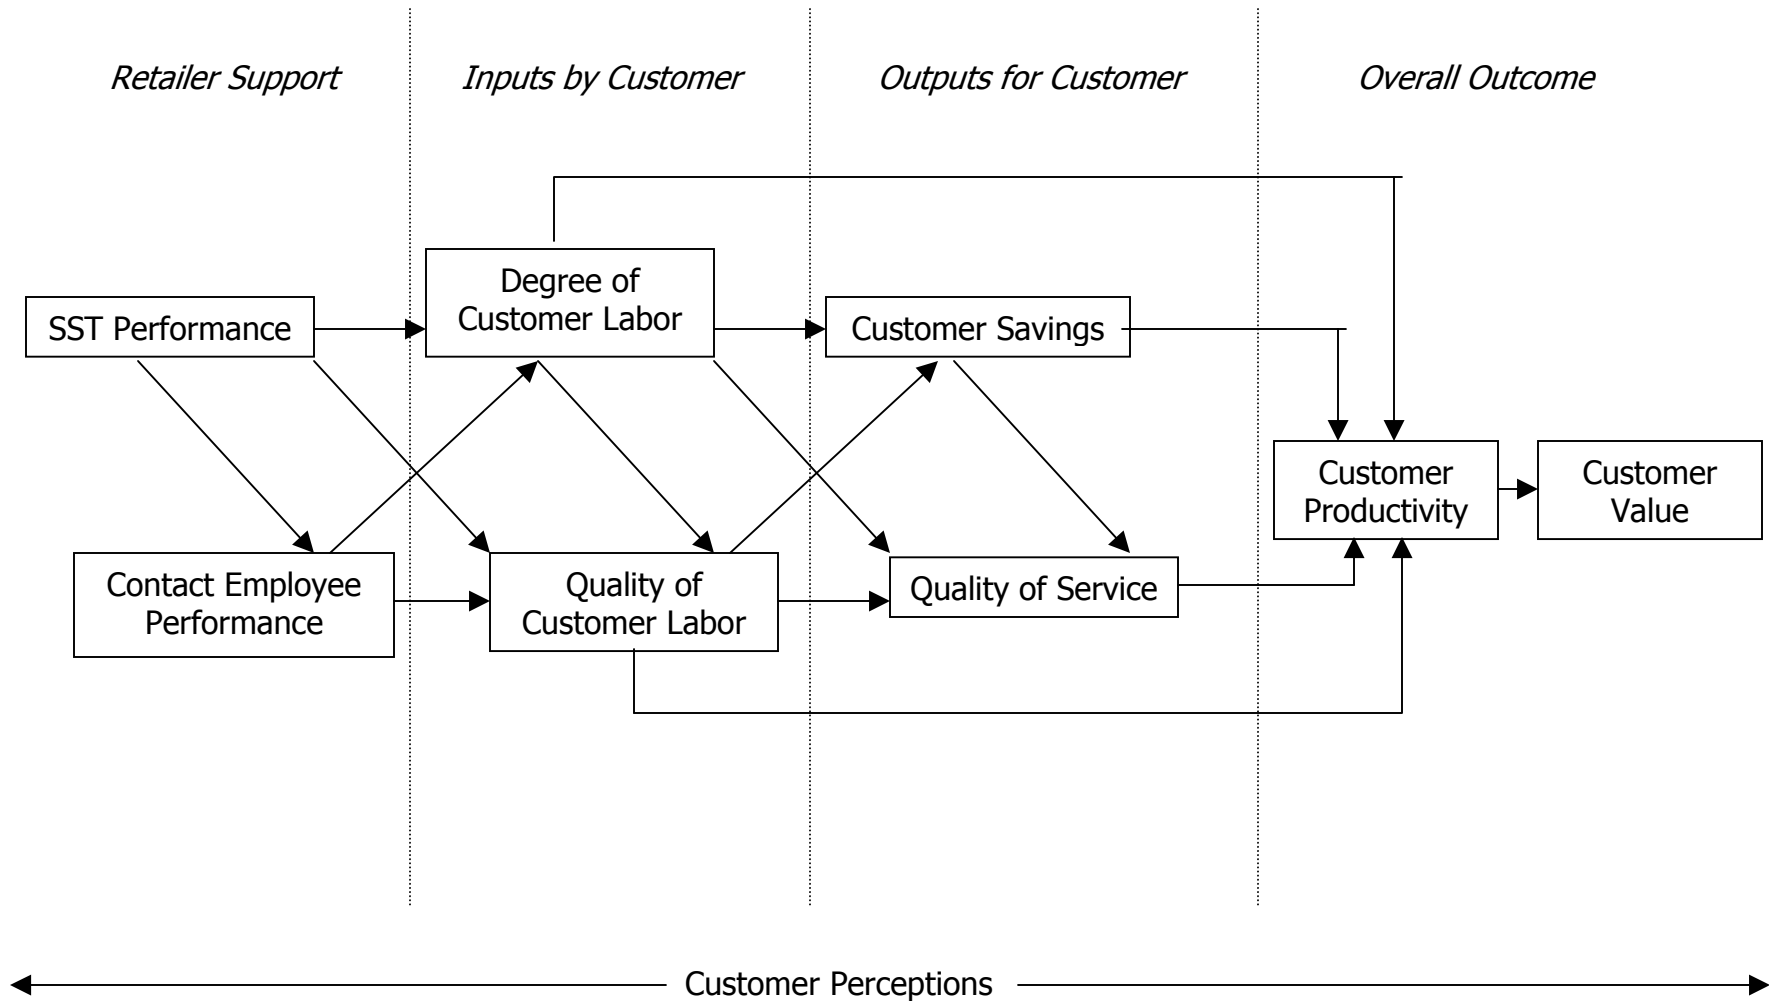 Retailer Support
Inputs by Customer
Outputs for Customer
Overall Outcome
SST Performance
Degree of
Customer Labor
Customer Savings
Customer
Productivity
Customer
Value
Contact Employee
Performance
Quality of
Customer Labor
Quality of Service
Customer Perceptions